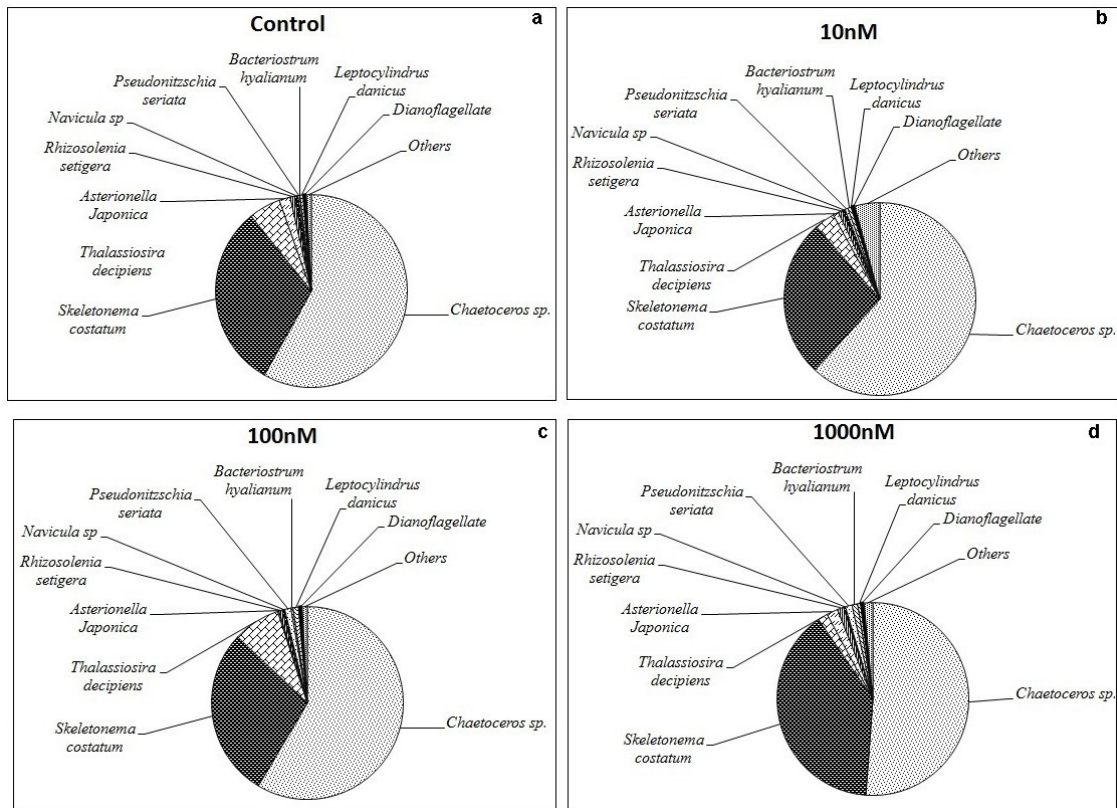 a
Control
Bacteriostrum
hyalianum
Leptocylindrus
danicus
Pseudonitzschia
seriata
Dianoflagellate
Navicula sp
Others
Rhizosolenia
setigera
Asterionella
Japonica
Thalassiosira
decipiens
Skeletonema
costatum
Chaetoceros sp.
b
10nM
Bacteriostrum
hyalianum
Leptocylindrus
danicus
Pseudonitzschia
seriata
Dianoflagellate
Navicula sp
Others
Rhizosolenia
setigera
Asterionella
Japonica
Thalassiosira
decipiens
Skeletonema
costatum
Chaetoceros sp.
c
100nM
Bacteriostrum
hyalianum
Leptocylindrus
danicus
Pseudonitzschia
seriata
Dianoflagellate
Navicula sp
Others
Rhizosolenia
setigera
Asterionella
Japonica
Thalassiosira
decipiens
Skeletonema
costatum
Chaetoceros sp.
d
1000nM
Bacteriostrum
hyalianum
Leptocylindrus
danicus
Pseudonitzschia
seriata
Dianoflagellate
Navicula sp
Others
Rhizosolenia
setigera
Asterionella
Japonica
Thalassiosira
decipiens
Skeletonema
costatum
Chaetoceros sp.